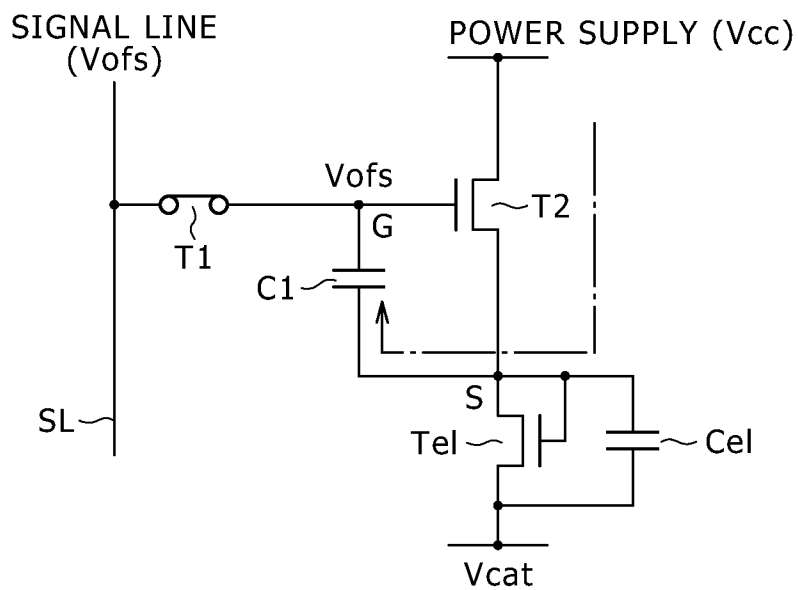 SIGNAL LINE
(Vofs)
POWER SUPPLY (Vcc)
Vofs
T2
G
T1
C1
S
SL
Tel
Cel
Vcat